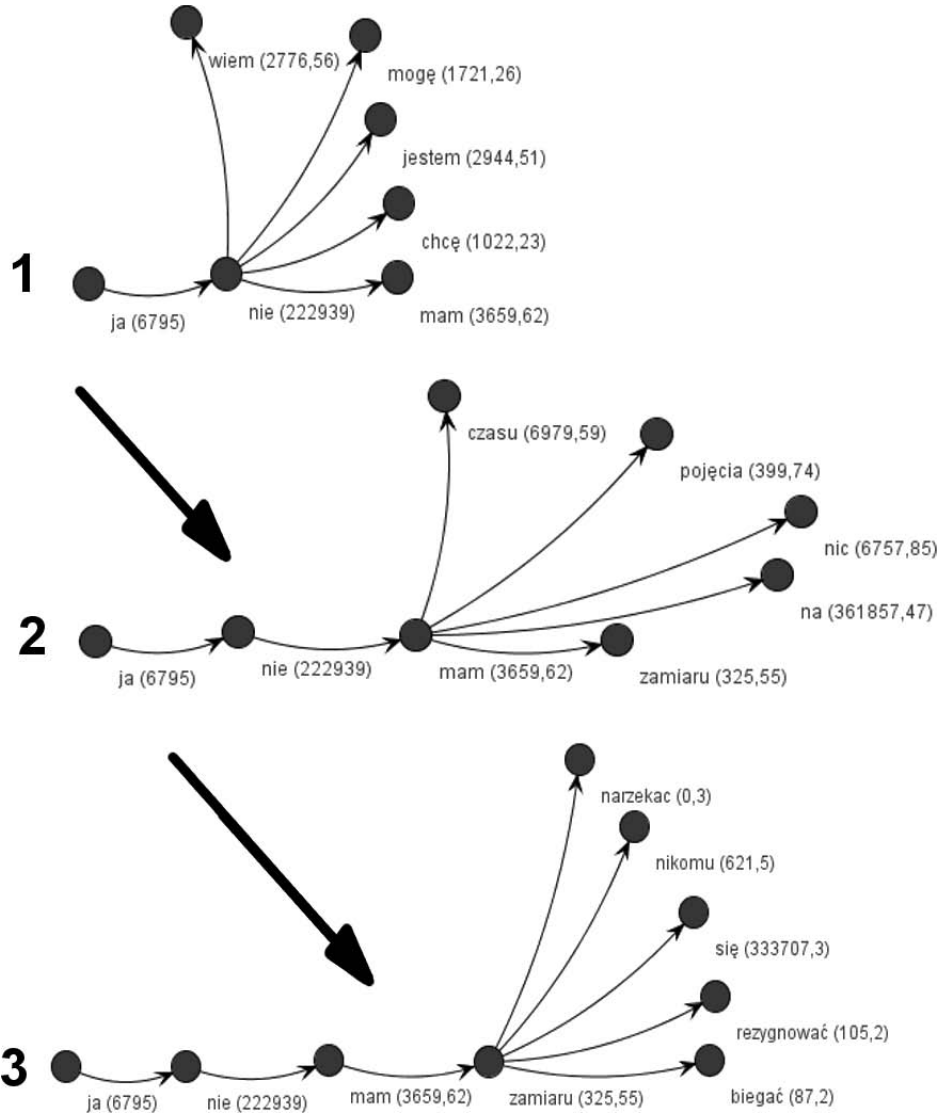 wiem (2776,56)
mogę (1721,26)
jestem (2944,51)
chcę (1022,23)
1
ja (6795)
nie (222939)
mam (3659,62)
czasu (6979,59)
pojęcia (399,74)
nic (6757,85)
na (361857,47)
2
ja (6795)
nie (222939)
mam (3659,62)
zamiaru (325,55)
narzekac (0,3)
nikomu (621,5)
się (333707,3)
rezygnować (105,2)
3
ja (6795)
nie (222939)
mam (3659,62)
zamiaru (325,55)
biegać (87,2)